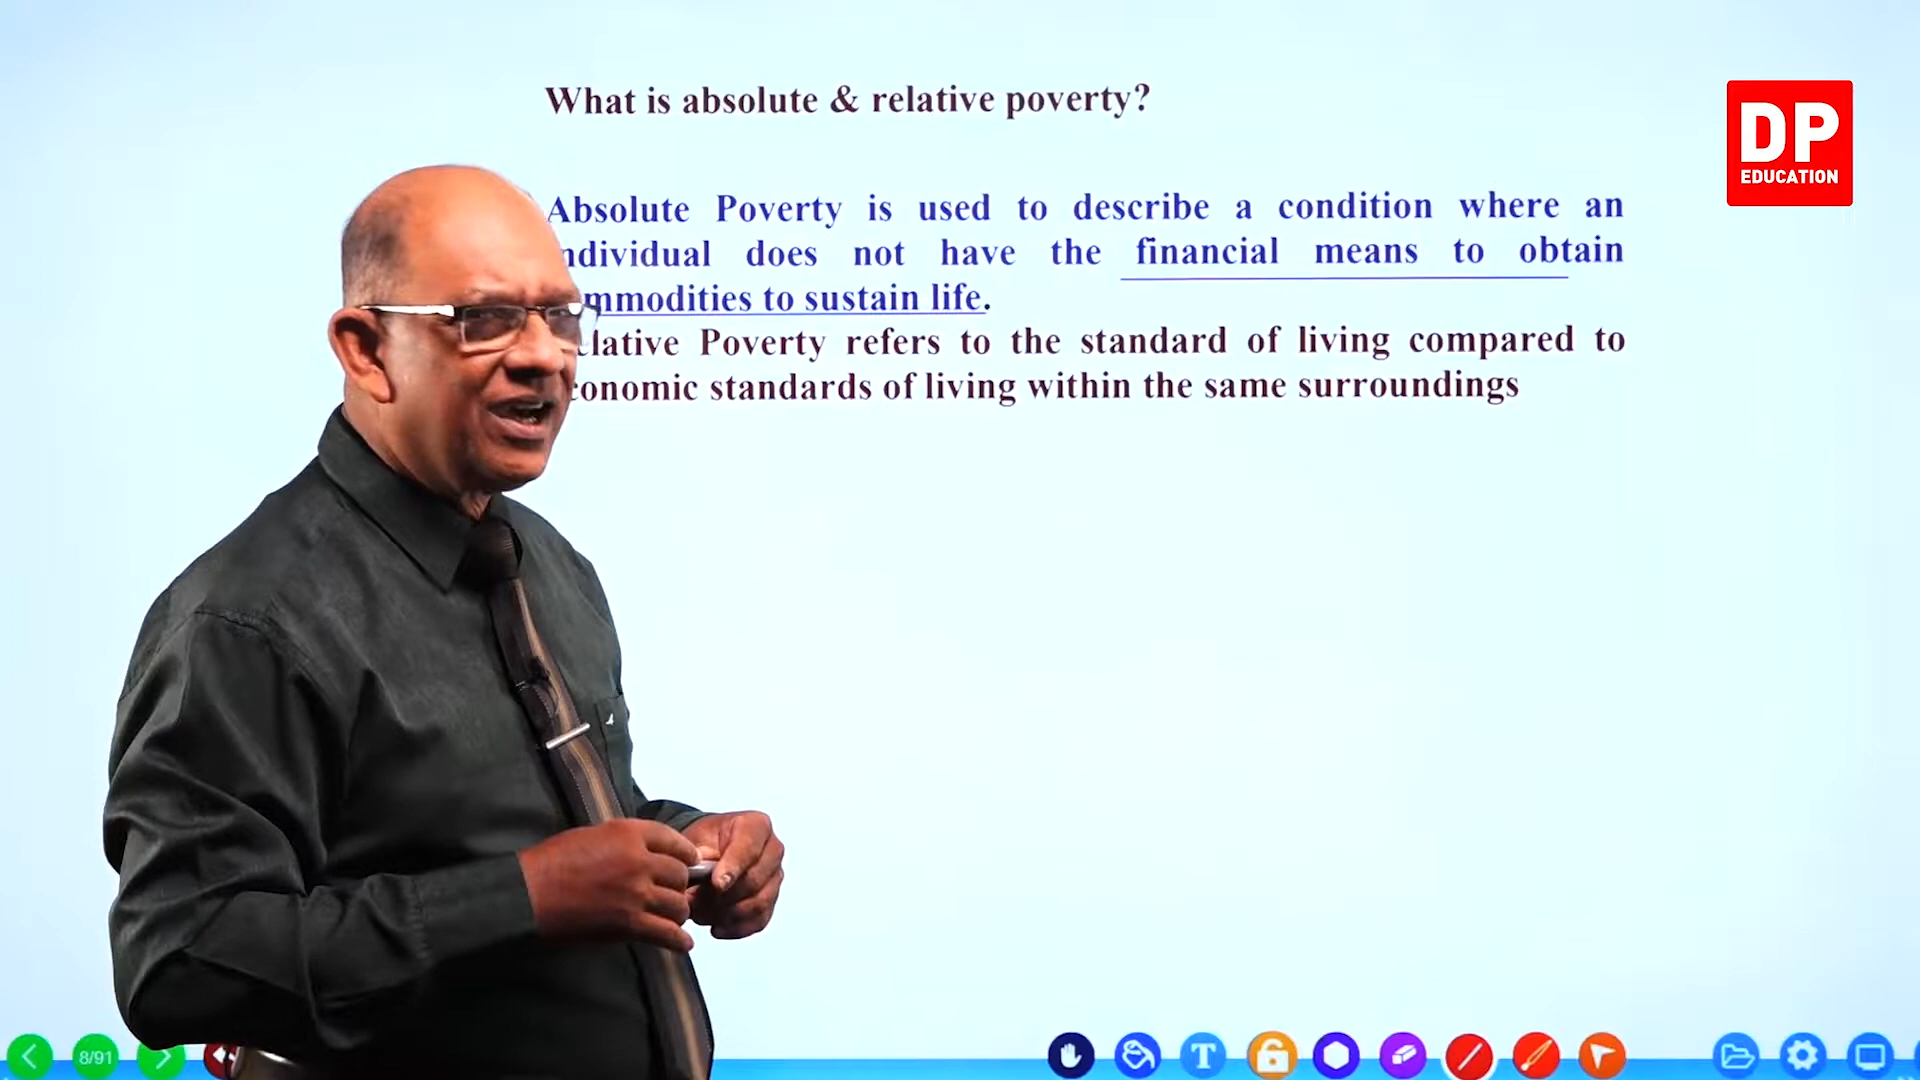 What is absolute & relative poverty?
DP
EDUCATION
Absolute Poverty is used to describe a condition where an
ndividual does not have the financial means to obtain
mmodities to sustain life.
lative Poverty refers to the standard of living compared to
conomic standards of living within the same surroundings
8/91
T